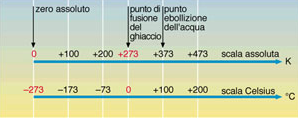 zero assoluto
punto di fusione del ghiaccio
punto ebollizione dell'acqua
0 +100 +200 +273 +373 +473 scala assoluta K
-273 -173 -73 0 +100 +200 scala Celsius °C